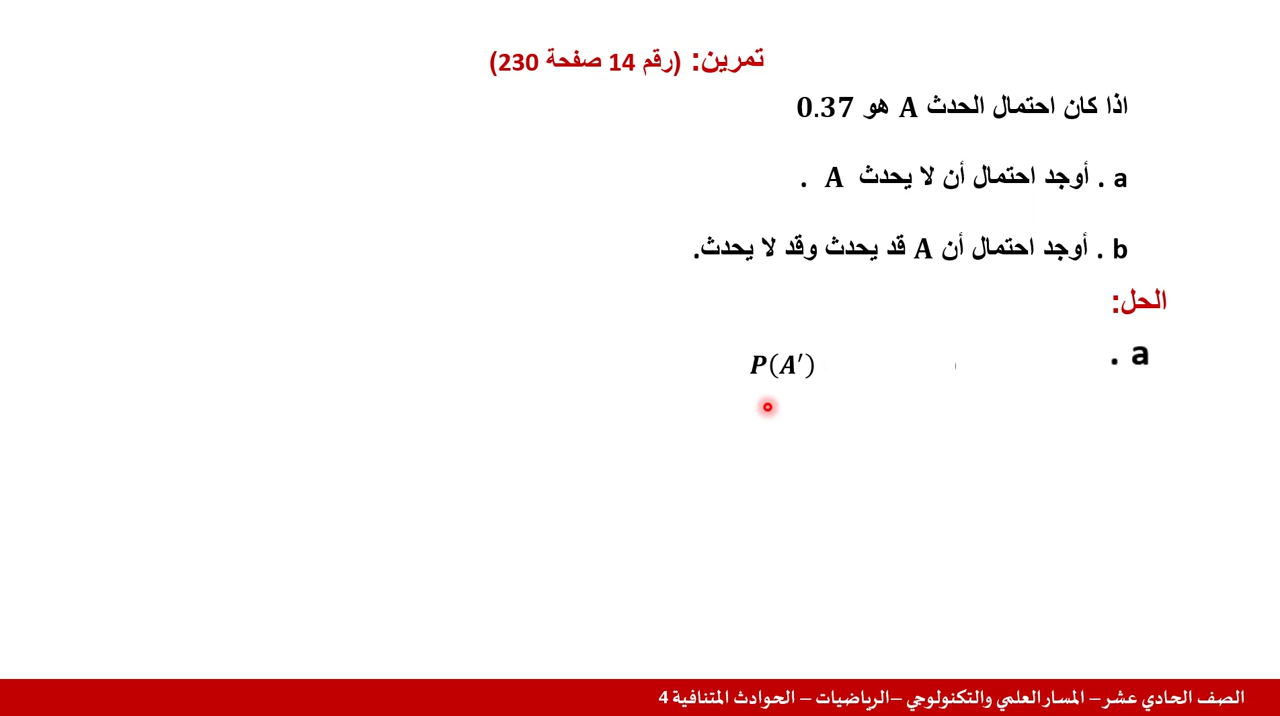 تمرين: (رقم 14 صفحة 230)
اذا كان احتمال الحدث A هو 0.37
a . أوجد احتمال أن لا يحدث A .
b . أوجد احتمال أن A قد يحدث وقد لا يحدث.
الحل:
a .
P(A′)
الصف الحادي عشر – المسار العلمي والتكنولوجي –الرياضيات – الحوادث المتنافية 4